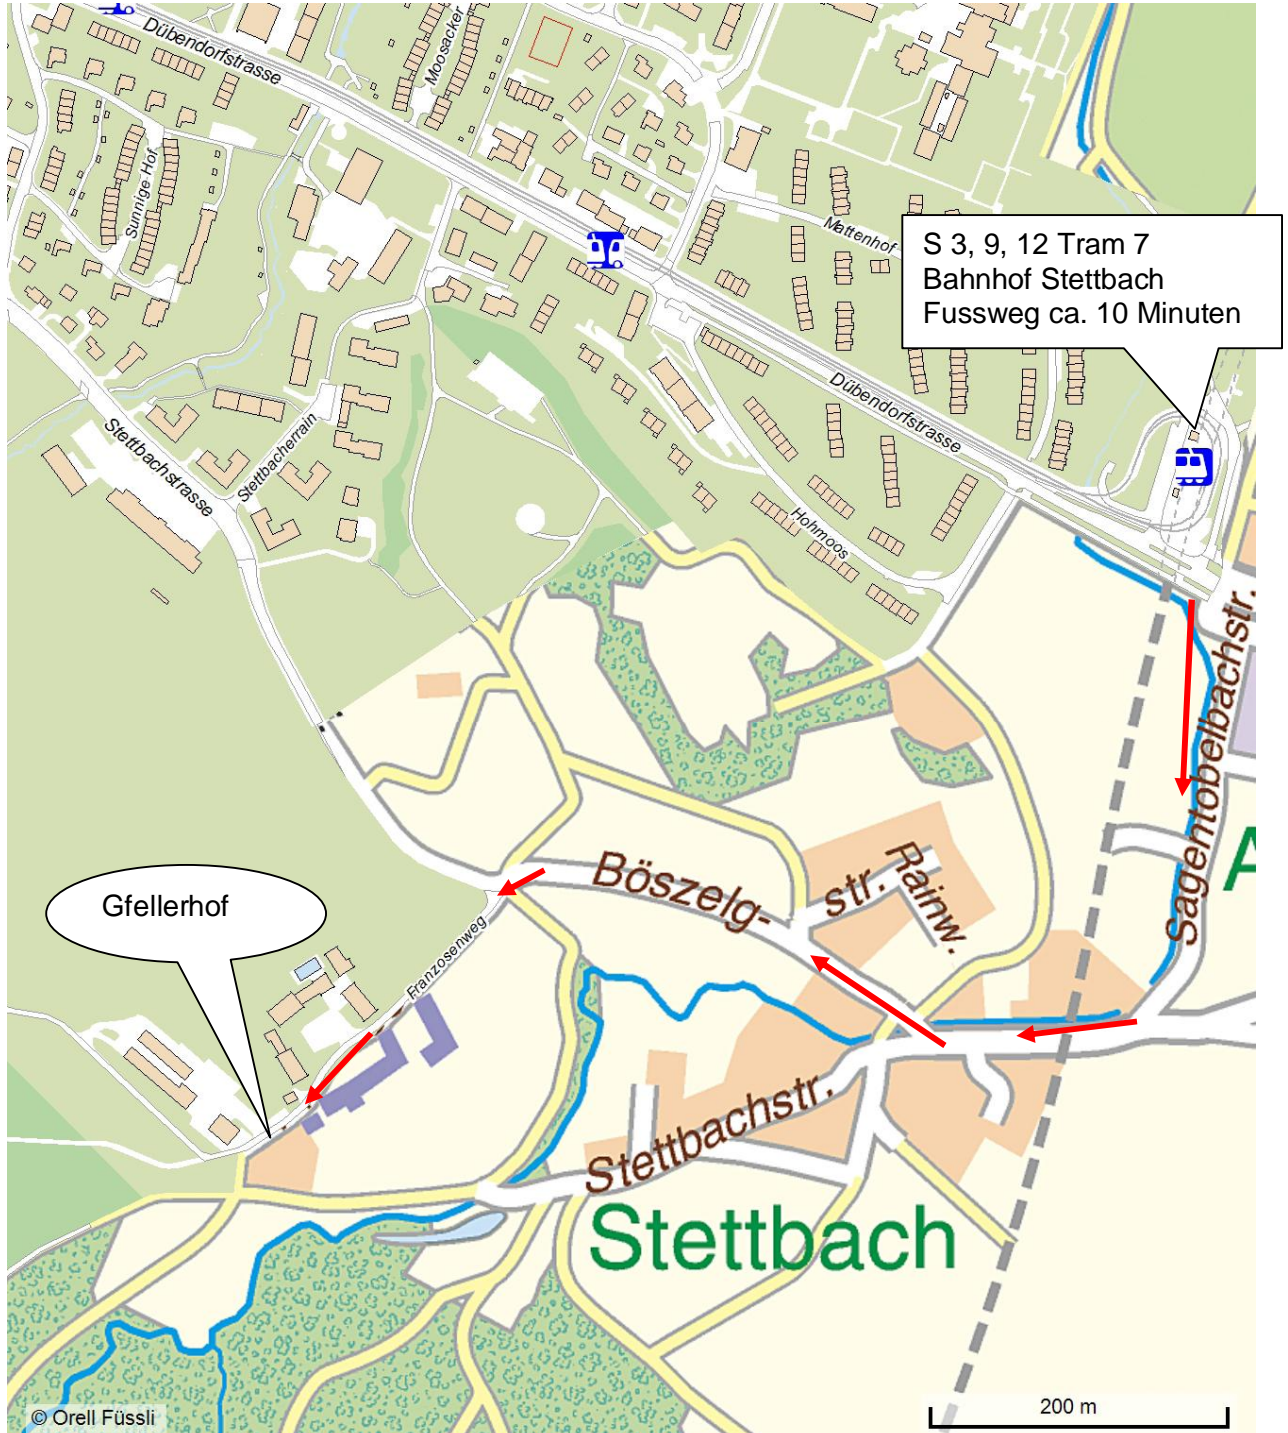 Dübendorfstrasse
Moosacker
Sunnige Hof
Mattenhof
S 3, 9, 12 Tram 7
Bahnhof Stettbach
Fussweg ca. 10 Minuten
Dübendorfstrasse
Stettbachstrasse
Stettbacherrain
Hohmoos
Sagentobelbachstr.
A
Böszelg-
str.
Rainw.
Gfellerhof
Franzosenweg
Stettbachstr.
Stettbach
© Orell Füssli
200 m